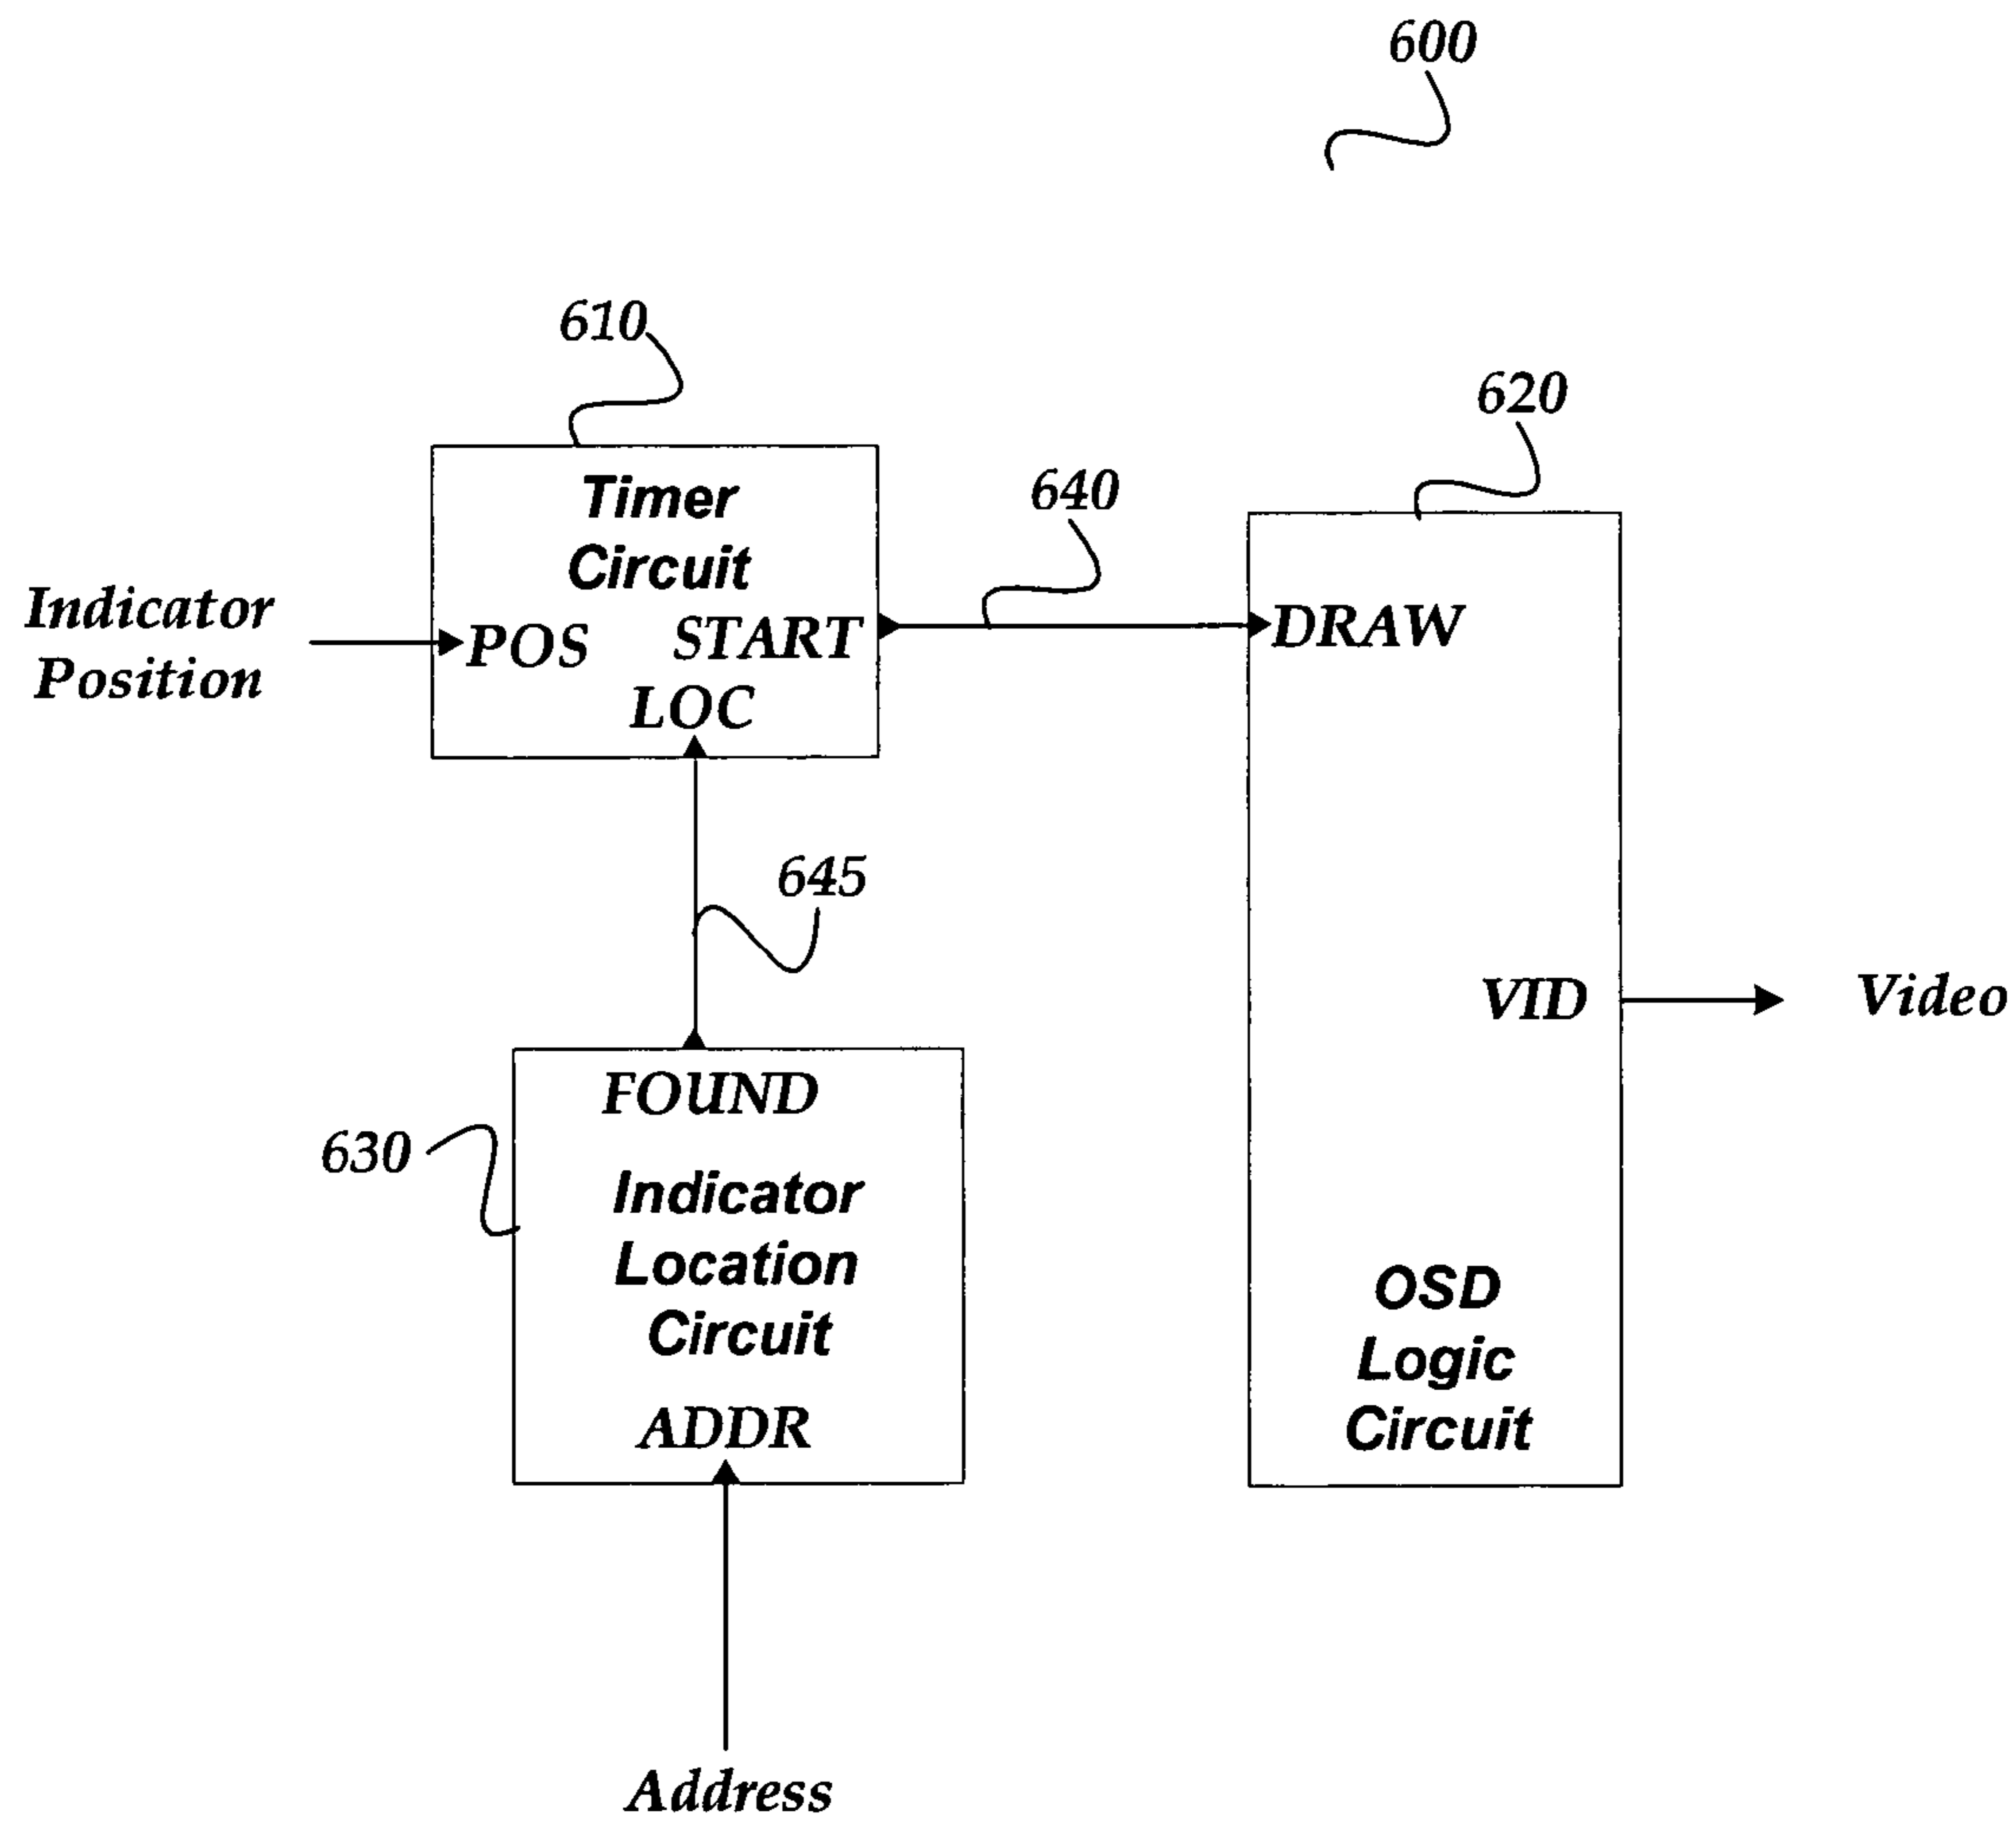 600
610
620
Timer
Circuit
640
Indicator
Position
POS
START
DRAW
LOC
645
VID
Video
FOUND
630
Indicator
Location
Circuit
ADDR
OSD
Logic
Circuit
Address